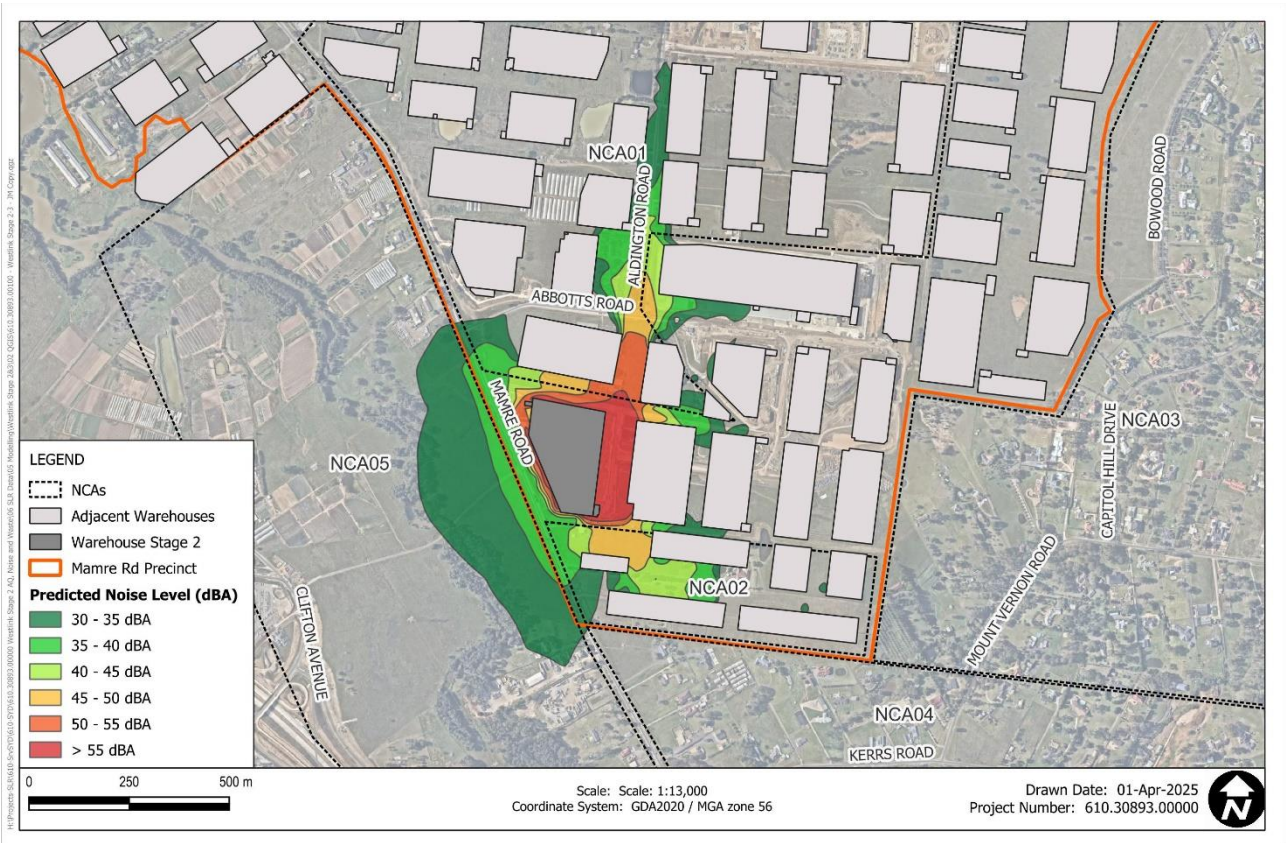 NCA01
ALDINGTON ROAD
ABBOTTS ROAD
BOWOOD ROAD
MAMRE ROAD
NCA05
NCA03
CAPITOL HILL DRIVE
NCA02
MOUNT VERNON ROAD
CLIFTON AVENUE
NCA04
KERRS ROAD
LEGEND
NCAs
Adjacent Warehouses
Warehouse Stage 2
Mamre Rd Precinct
Predicted Noise Level (dBA)
30 - 35 dBA
35 - 40 dBA
40 - 45 dBA
45 - 50 dBA
50 - 55 dBA
> 55 dBA
0 250 500 m
Scale: Scale: 1:13,000
Coordinate System: GDA2020 / MGA zone 56
Drawn Date: 01-Apr-2025
Project Number: 610.30893.00000
N